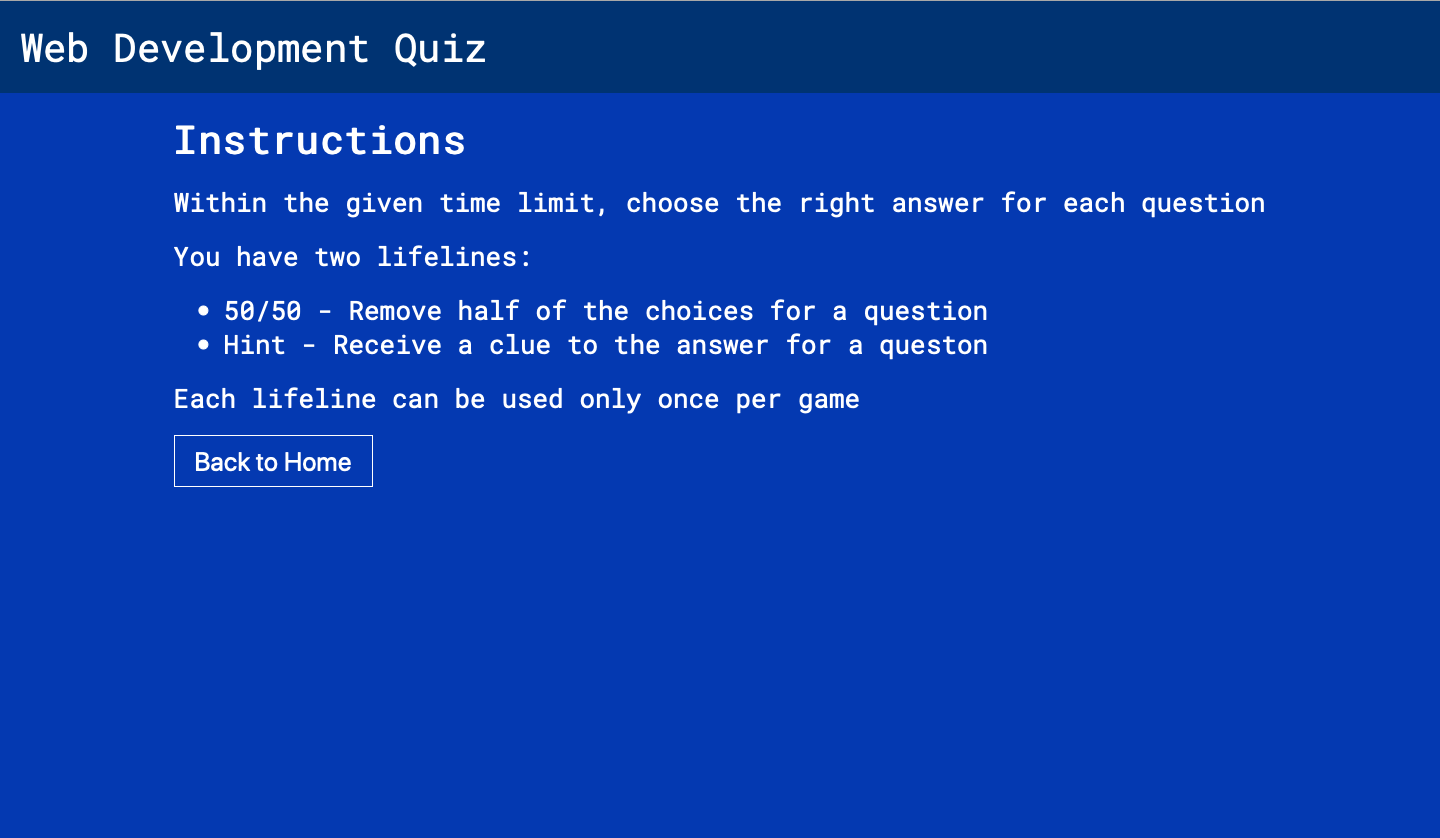 Web Development Quiz
Instructions
Within the given time limit, choose the right answer for each question
You have two lifelines:
• 50/50 - Remove half of the choices for a question
• Hint - Receive a clue to the answer for a queston
Each lifeline can be used only once per game
Back to Home